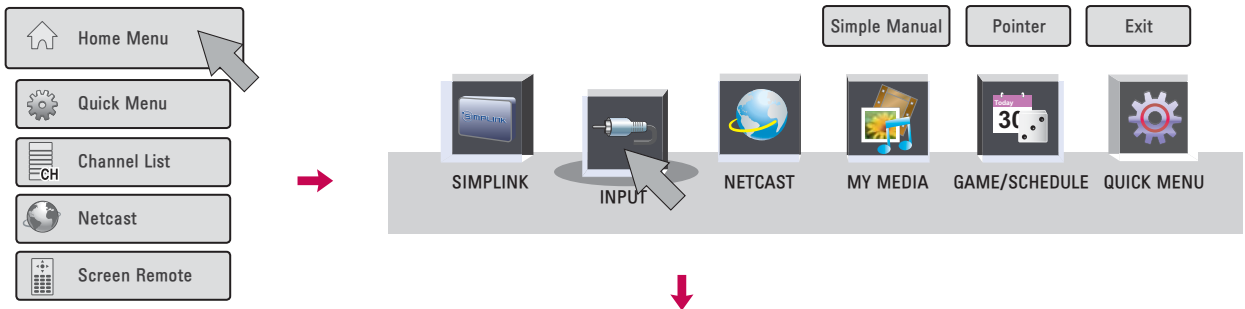 Home Menu
Quick Menu
CH
Channel List
Netcast
Screen Remote
Simple Manual
Pointer
Exit
SIMPLINK
Today
30
SIMPLINK
INPUT
NETCAST
MY MEDIA
GAME/SCHEDULE
QUICK MENU